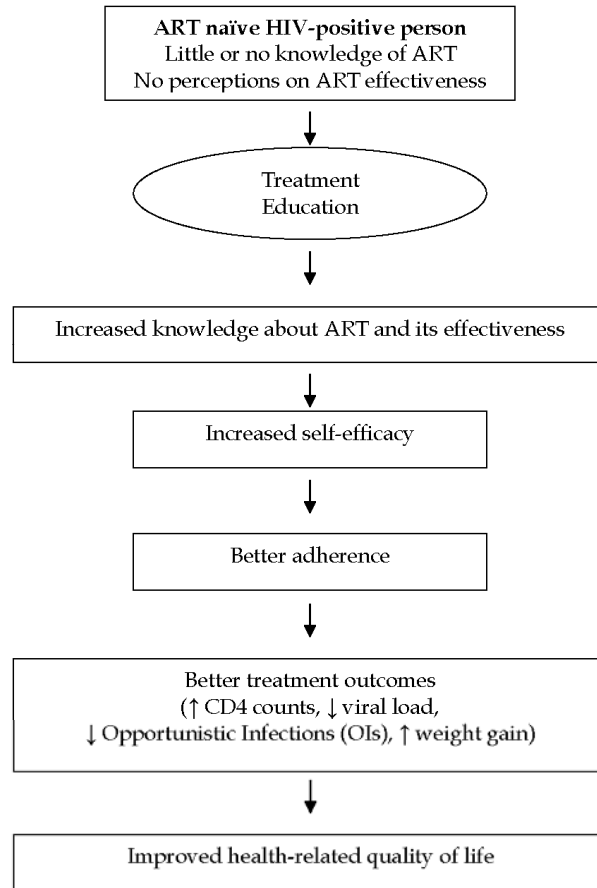 ART naïve HIV-positive person
Little or no knowledge of ART
No perceptions on ART effectiveness
Treatment
Education
Increased knowledge about ART and its effectiveness
Increased self-efficacy
Better adherence
Better treatment outcomes
(↑ CD4 counts, ↓ viral load,
↓ Opportunistic Infections (OIs), ↑ weight gain)
Improved health-related quality of life